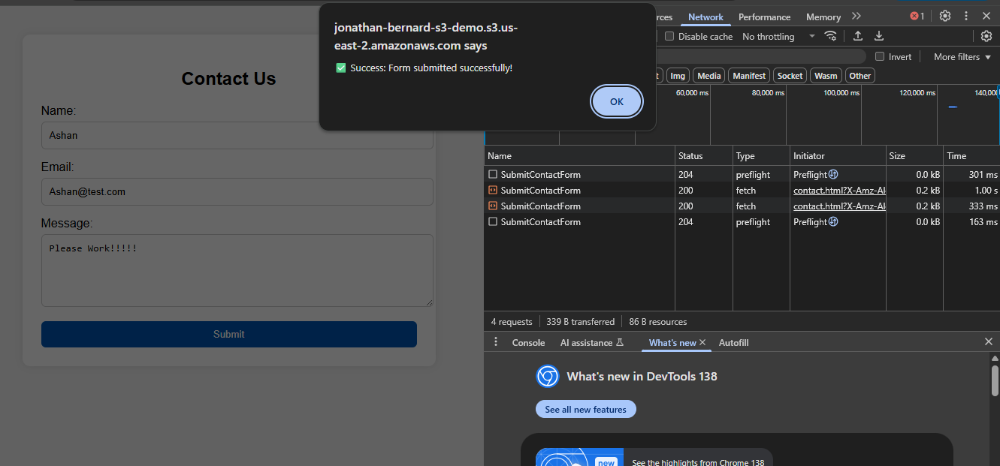 jonathan-bernard-s3-demo.s3.us-
east-2.amazonaws.com says
Success: Form submitted successfully!
OK
Contact Us
Name:
Ashan
Email:
Ashan@test.com
Message:
Please Work!!!!!
Submit
Network Performance Memory
1
Disable cache No throttling
Invert More filters
Img Media Manifest Socket Wasm Other
60,000 ms 80,000 ms 100,000 ms 120,000 ms 140,00
Name Status Type Initiator Size Time
SubmitContactForm 204 preflight Preflight 0.0 kB 301 ms
SubmitContactForm 200 fetch contact.html?X-Amz-Al 0.2 kB 1.00 s
SubmitContactForm 200 fetch contact.html?X-Amz-Al 0.2 kB 333 ms
SubmitContactForm 204 preflight Preflight 0.0 kB 163 ms
4 requests 339 B transferred 86 B resources
Console AI assistance What's new Autofill
What's new in DevTools 138
See all new features
new
See the highlights from Chrome 138